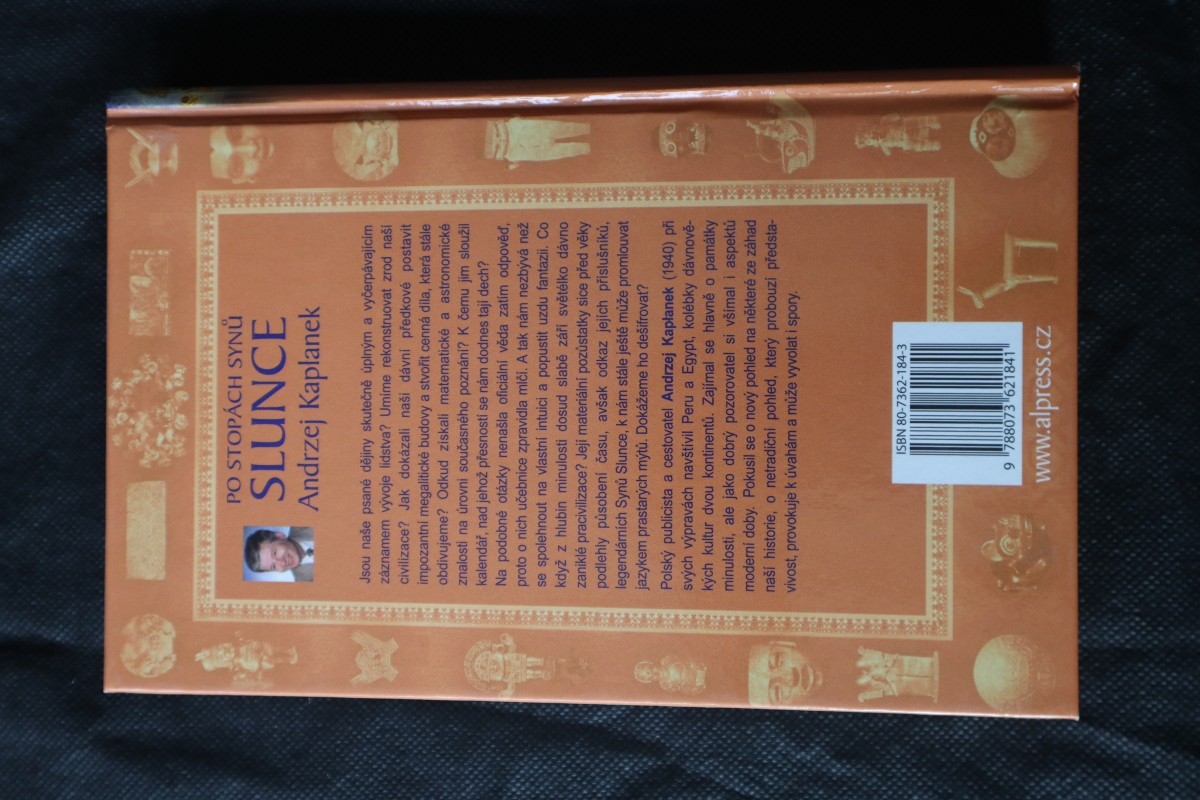 PO STOPÁCH SYNŮ
SLUNCE
Andrzej Kaplanek
Jsou naše psané dějiny skutečně úplným a vyčerpávajícím
záznamem vývoje lidstva? Umíme rekonstruovat zrod naší
civilizace? Jak dokázali naši dávní předkové postavit
impozantní megalitické budovy a stvořit cenná díla, která stále
obdivujeme? Odkud získali matematické a astronomické
znalosti na úrovni současného poznání? K čemu jim sloužil
kalendář, nad jehož přesností se nám dodnes tají dech?
Na podobné otázky nenašla oficiální věda zatím odpověď,
proto o nich učebnice zpravidla mlčí. A tak nám nezbývá než
se spolehnout na vlastní intuici a popustit uzdu fantazii. Co
když z hlubin minulosti dosud slabě září světélko dávno
zaniklé pracivilizace? Její materiální pozůstatky sice před věky
podlehly působení času, avšak odkaz jejich příslušníků,
legendárních Synů Slunce, k nám stále ještě může promlouvat
jazykem prastarých mýtů. Dokážeme ho dešifrovat?
Polský publicista a cestovatel Andrzej Kaplanek (1940) při
svých výpravách navštívil Peru a Egypt, kolébky dávnově-
kých kultur dvou kontinentů. Zajímal se hlavně o památky
minulosti, ale jako dobrý pozorovatel si všímal i aspektů
moderní doby. Pokusil se o nový pohled na některé ze záhad
naší historie, o netradiční pohled, který probouzí předsta-
vivost, provokuje k úvahám a může vyvolat i spory.
ISBN 80-7362-184-3
9 788073 621841
www.alpress.cz